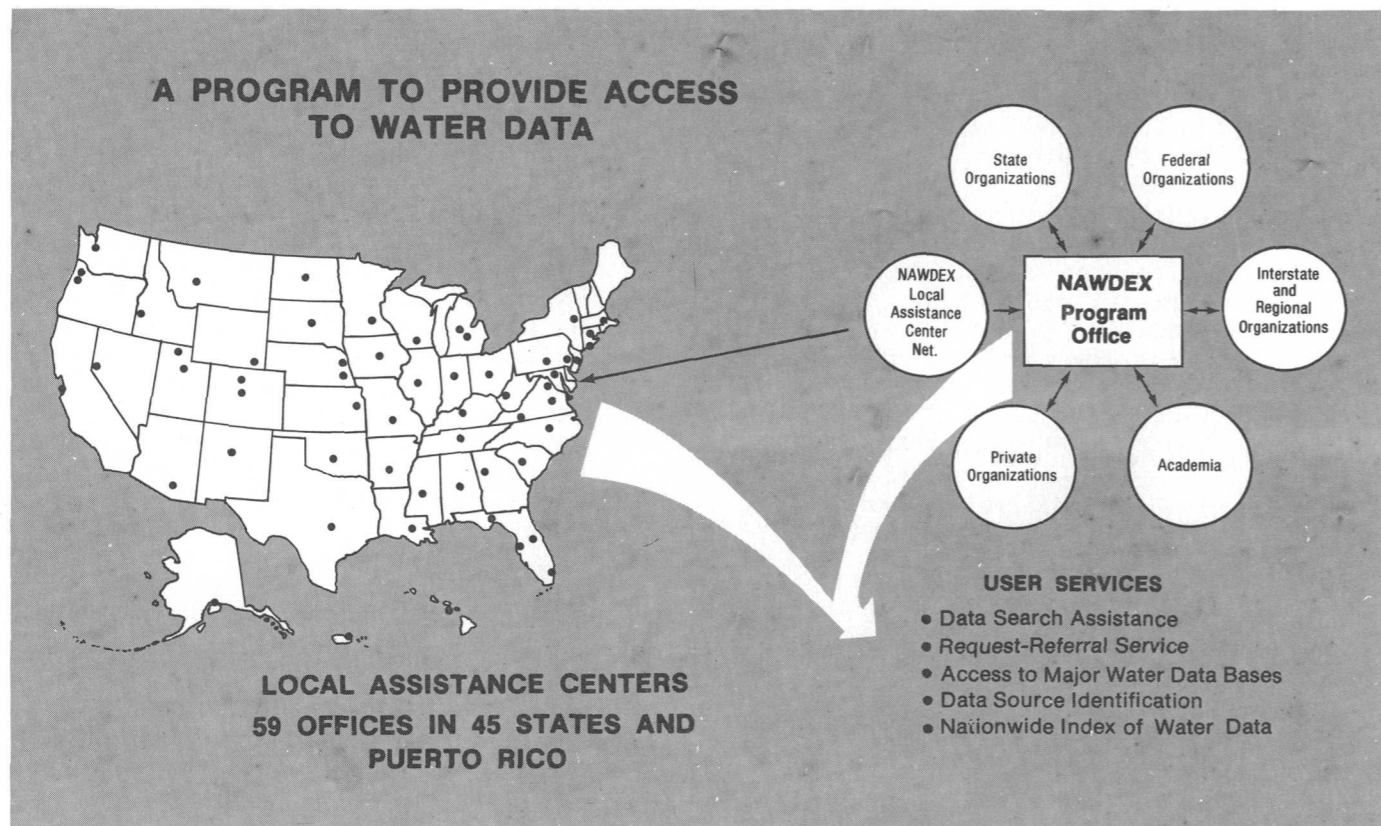 A PROGRAM TO PROVIDE ACCESS
TO WATER DATA
State
Organizations
Federal
Organizations
NAWDEX
Local
Assistance
Center
Net.
NAWDEX
Program
Office
Interstate
and
Regional
Organizations
Private
Organizations
Academia
LOCAL ASSISTANCE CENTERS
59 OFFICES IN 45 STATES AND
PUERTO RICO
USER SERVICES
• Data Search Assistance
• Request-Referral Service
• Access to Major Water Data Bases
• Data Source Identification
• Nationwide Index of Water Data